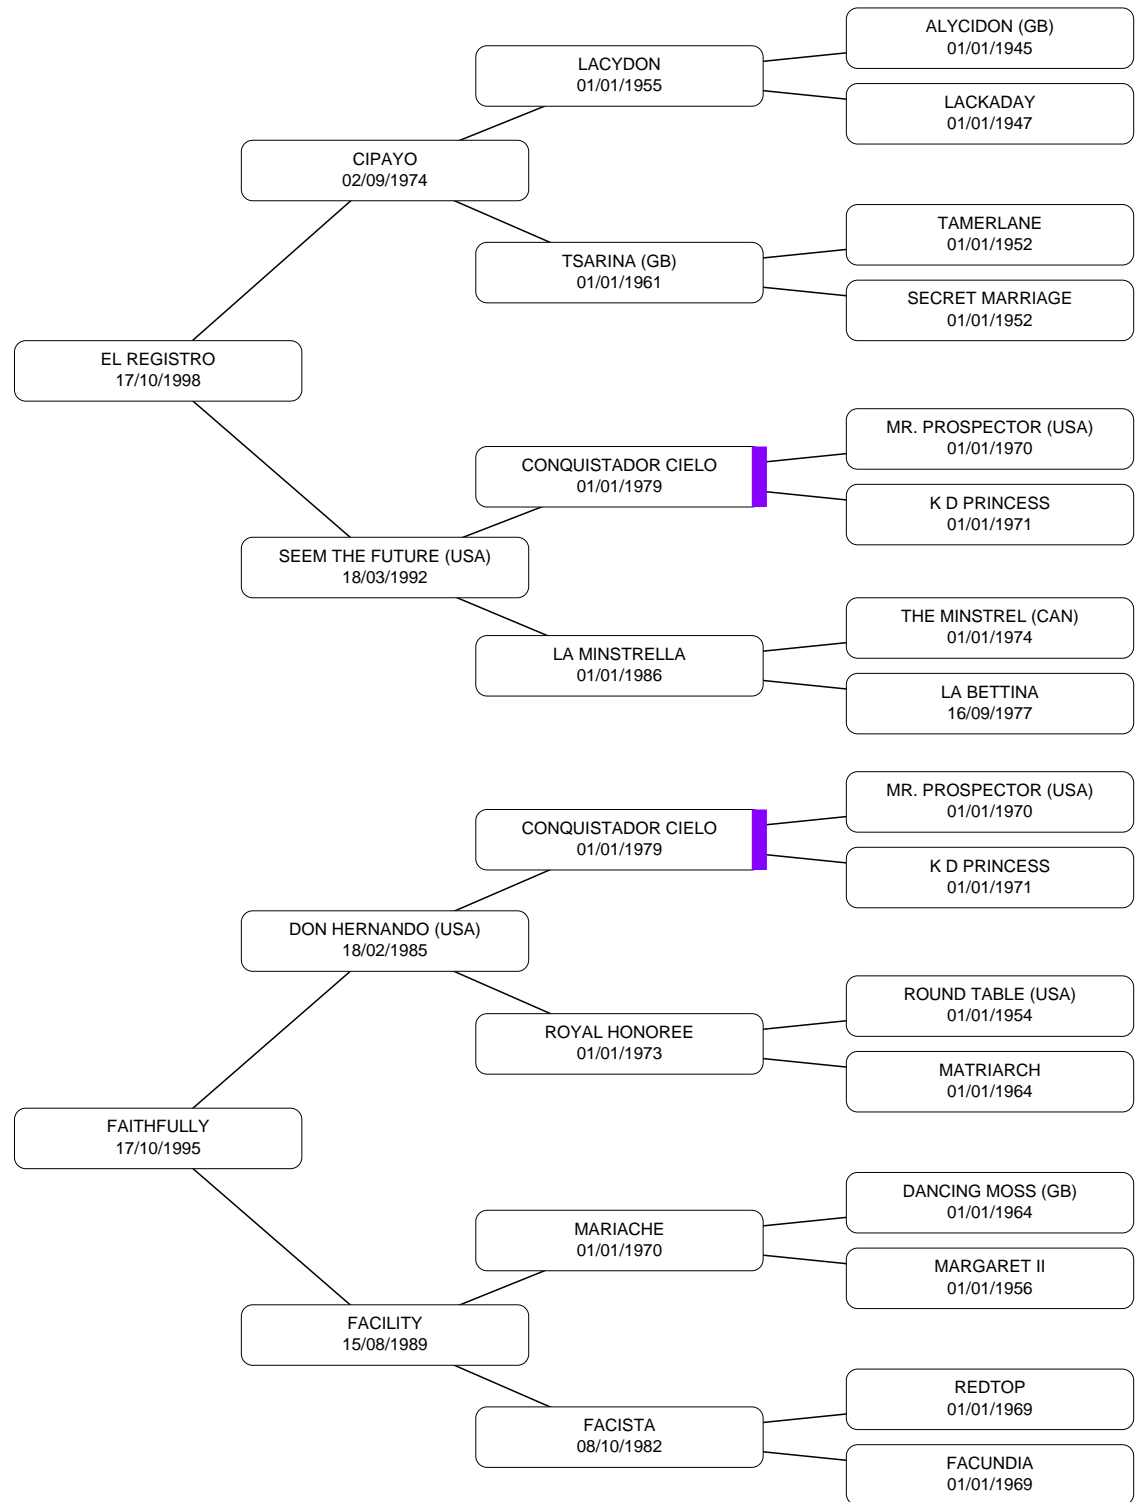 ALYCIDON (GB)
01/01/1945
LACYDON
01/01/1955
LACKADAY
01/01/1947
CIPAYO
02/09/1974
TAMERLANE
01/01/1952
TSARINA (GB)
01/01/1961
SECRET MARRIAGE
01/01/1952
EL REGISTRO
17/10/1998
MR. PROSPECTOR (USA)
01/01/1970
CONQUISTADOR CIELO
01/01/1979
K D PRINCESS
01/01/1971
SEEM THE FUTURE (USA)
18/03/1992
THE MINSTREL (CAN)
01/01/1974
LA MINSTRELLA
01/01/1986
LA BETTINA
16/09/1977
MR. PROSPECTOR (USA)
01/01/1970
CONQUISTADOR CIELO
01/01/1979
K D PRINCESS
01/01/1971
DON HERNANDO (USA)
18/02/1985
ROUND TABLE (USA)
01/01/1954
ROYAL HONOREE
01/01/1973
MATRIARCH
01/01/1964
FAITHFULLY
17/10/1995
DANCING MOSS (GB)
01/01/1964
MARIACHE
01/01/1970
MARGARET II
01/01/1956
FACILITY
15/08/1989
REDTOP
01/01/1969
FACISTA
08/10/1982
FACUNDIA
01/01/1969